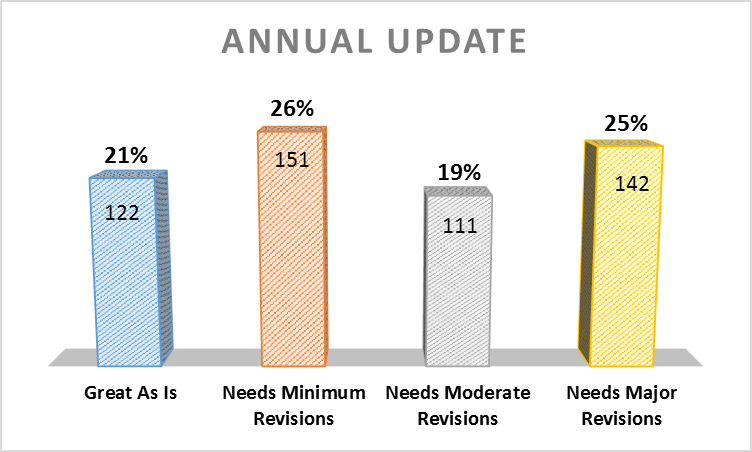 ANNUAL UPDATE
26%
25%
21%
151
19%
142
122
111
Great As Is
Needs Minimum
Revisions
Needs Moderate
Revisions
Needs Major
Revisions